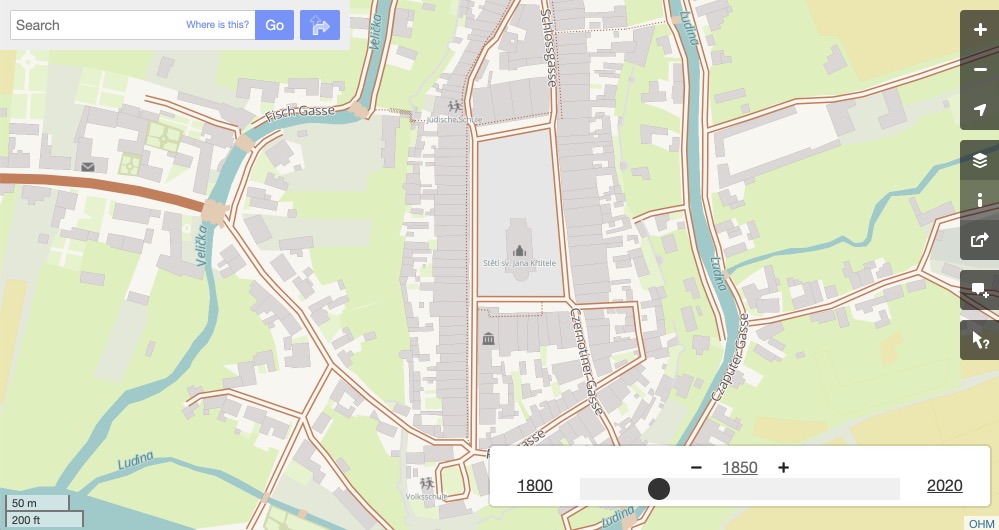 Search
Where is this?
Go
Velička
Schlossgasse
Ludina
Fisch Gasse
Jüdische Schule
Velička
Stětí sv. Jana Křtitele
Ludina
Czernotiner Gasse
Czaputer Gasse
Ludina
Volksschule
1850
1800
2020
50 m
200 ft
Ludina
OHM